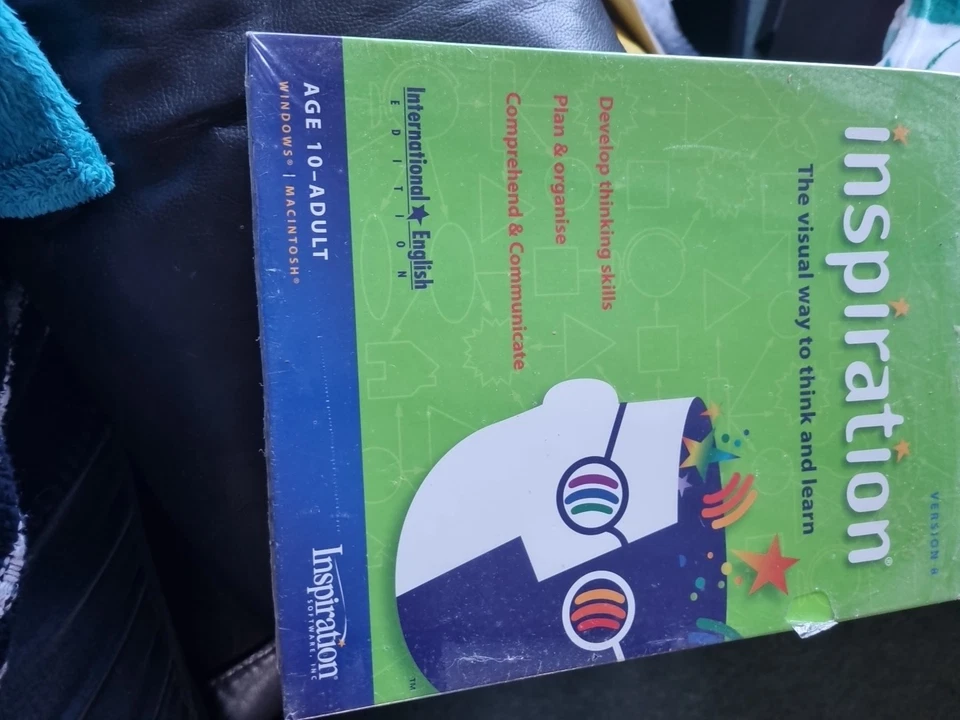 VERSION 8
inspiration®
The visual way to think and learn
Develop thinking skills
Plan & organise
Comprehend & Communicate
International English
EDITION
TM
AGE 10–ADULT
WINDOWS® | MACINTOSH®
Inspiration®
SOFTWARE, INC